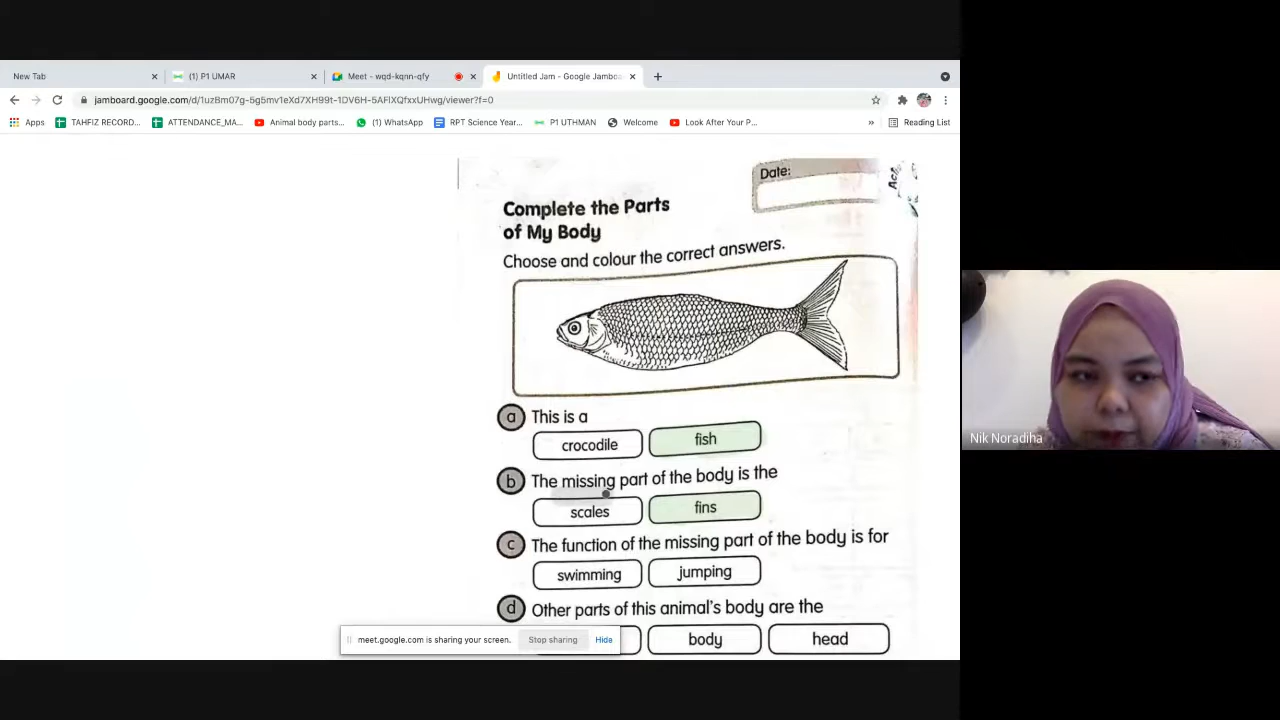 New Tab
(1) P1 UMAR
Meet - wqd-kqnn-qfy
Untitled Jam - Google Jamboa
jamboard.google.com/d/1uzBm07g-5g5mv1eXd7XH99t-1DV6H-5AFlXQfxxUHwg/viewer?f=0
Apps
TAHFIZ RECORD...
ATTENDANCE_MA...
Animal body parts...
(1) WhatsApp
RPT Science Year...
P1 UTHMAN
Welcome
Look After Your P...
»
Reading List
Date:
Complete the Parts
of My Body
Choose and colour the correct answers.
a This is a
crocodile fish
b The missing part of the body is the
scales fins
c The function of the missing part of the body is for
swimming jumping
d Other parts of this animal's body are the
body head
meet.google.com is sharing your screen. Stop sharing Hide
Nik Noradiha